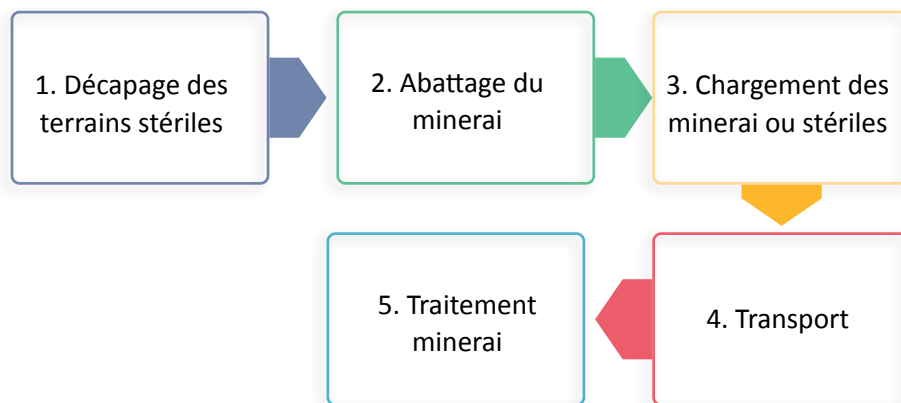 1. Décapage des
terrains stériles
2. Abattage du
minerai
3. Chargement des
minerai ou stériles
4. Transport
5. Traitement
minerai